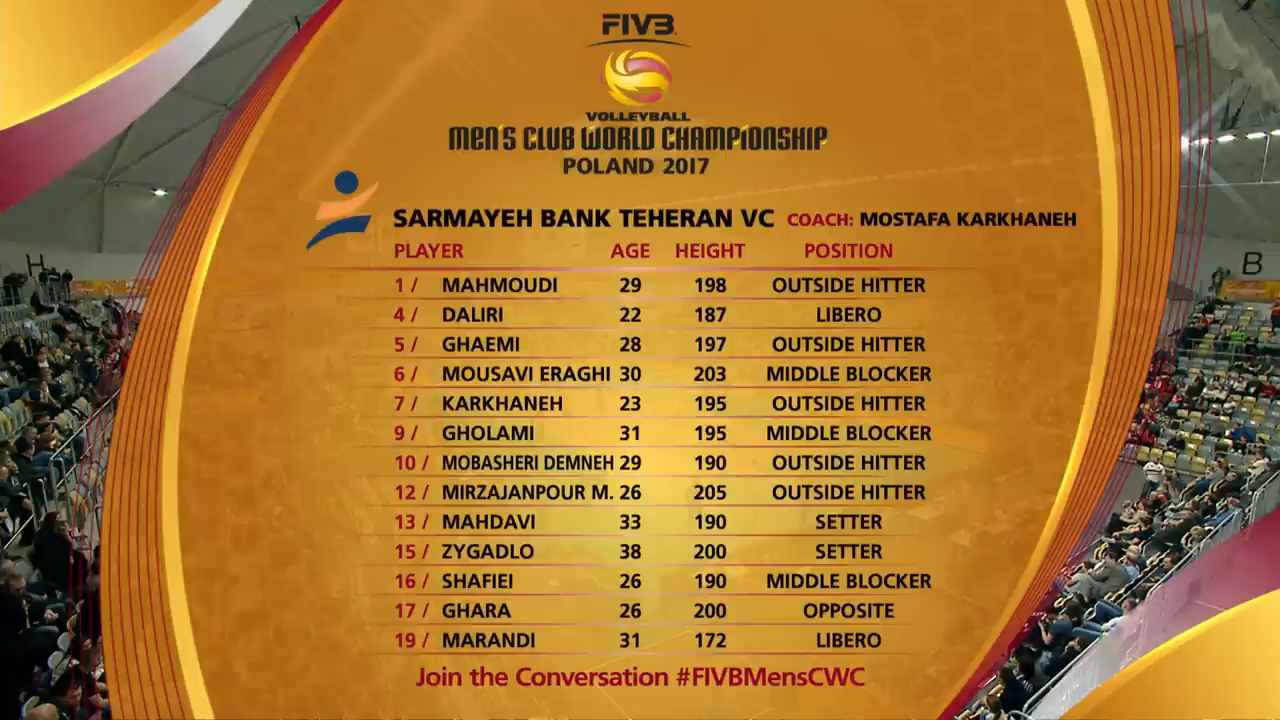 FIVB
VOLLEYBALL
MEN'S CLUB WORLD CHAMPIONSHIP
POLAND 2017
SARMAYEH BANK TEHERAN VC COACH: MOSTAFA KARKHANEH
PLAYER AGE HEIGHT POSITION
1 / MAHMOUDI 29 198 OUTSIDE HITTER
4 / DALIRI 22 187 LIBERO
5 / GHAEMI 28 197 OUTSIDE HITTER
6 / MOUSAVI ERAGHI 30 203 MIDDLE BLOCKER
7 / KARKHANEH 23 195 OUTSIDE HITTER
9 / GHOLAMI 31 195 MIDDLE BLOCKER
10 / MOBASHERI DEMNEH 29 190 OUTSIDE HITTER
12 / MIRZAJANPOUR M. 26 205 OUTSIDE HITTER
13 / MAHDAVI 33 190 SETTER
15 / ZYGADLO 38 200 SETTER
16 / SHAFIEI 26 190 MIDDLE BLOCKER
17 / GHARA 26 200 OPPOSITE
19 / MARANDI 31 172 LIBERO
Join the Conversation #FIVBMensCWC
B